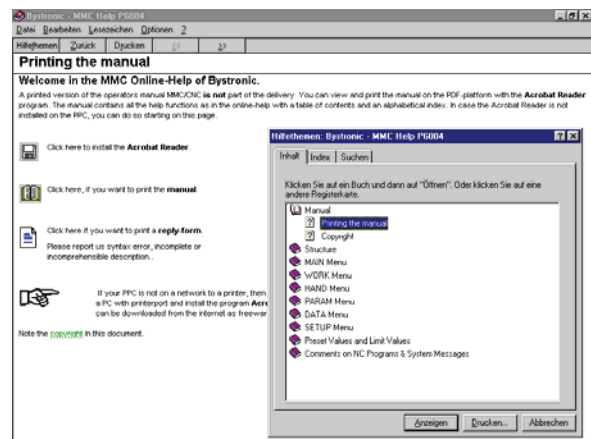 Bystronic - MMC Help P6004
Datei Bearbeiten Lesezeichen Optionen ?
Hilfethemen Zurück Drucken << >>
Printing the manual
Welcome in the MMC Online-Help of Bystronic.
A printed version of the operators manual MMC/CNC is not part of the delivery. You can view and print the manual on the PDF-platform with the Acrobat Reader
program. The manual contains all the help functions as in the online-help with a table of contents and an alphabetical index. In case the Acrobat Reader is not
installed on the PPC, you can do so starting on this page.
Click here to install the Acrobat Reader.
Click here, if you want to print the manual.
Click here if you want to print a reply-form.
Please report us syntax error, incomplete or
incomprehensible description..
If your PPC is not on a network to a printer, then
a PC with printerport and install the program Acr
can be downloaded from the internet as freewar
Note the copyright in this document.
Hilfethemen: Bystronic - MMC Help P6004
Inhalt Index Suchen
Klicken Sie auf ein Buch und dann auf "Öffnen". Oder klicken Sie auf eine
andere Registerkarte.
Manual
Printing the manual
Copyright
Structure
MAIN Menu
WORK Menu
HAND Menu
PARAM Menu
DATA Menu
SETUP Menu
Preset Values and Limit Values
Comments on NC Programs & System Messages
Anzeigen Drucken... Abbrechen